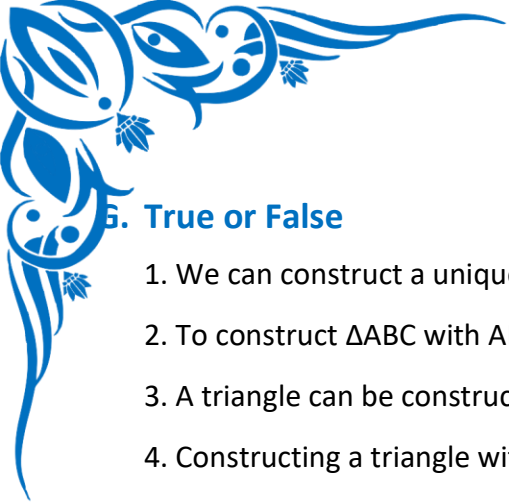 G. True or False
1. We can construct a unique
2. To construct ΔABC with A
3. A triangle can be construc
4. Constructing a triangle wi